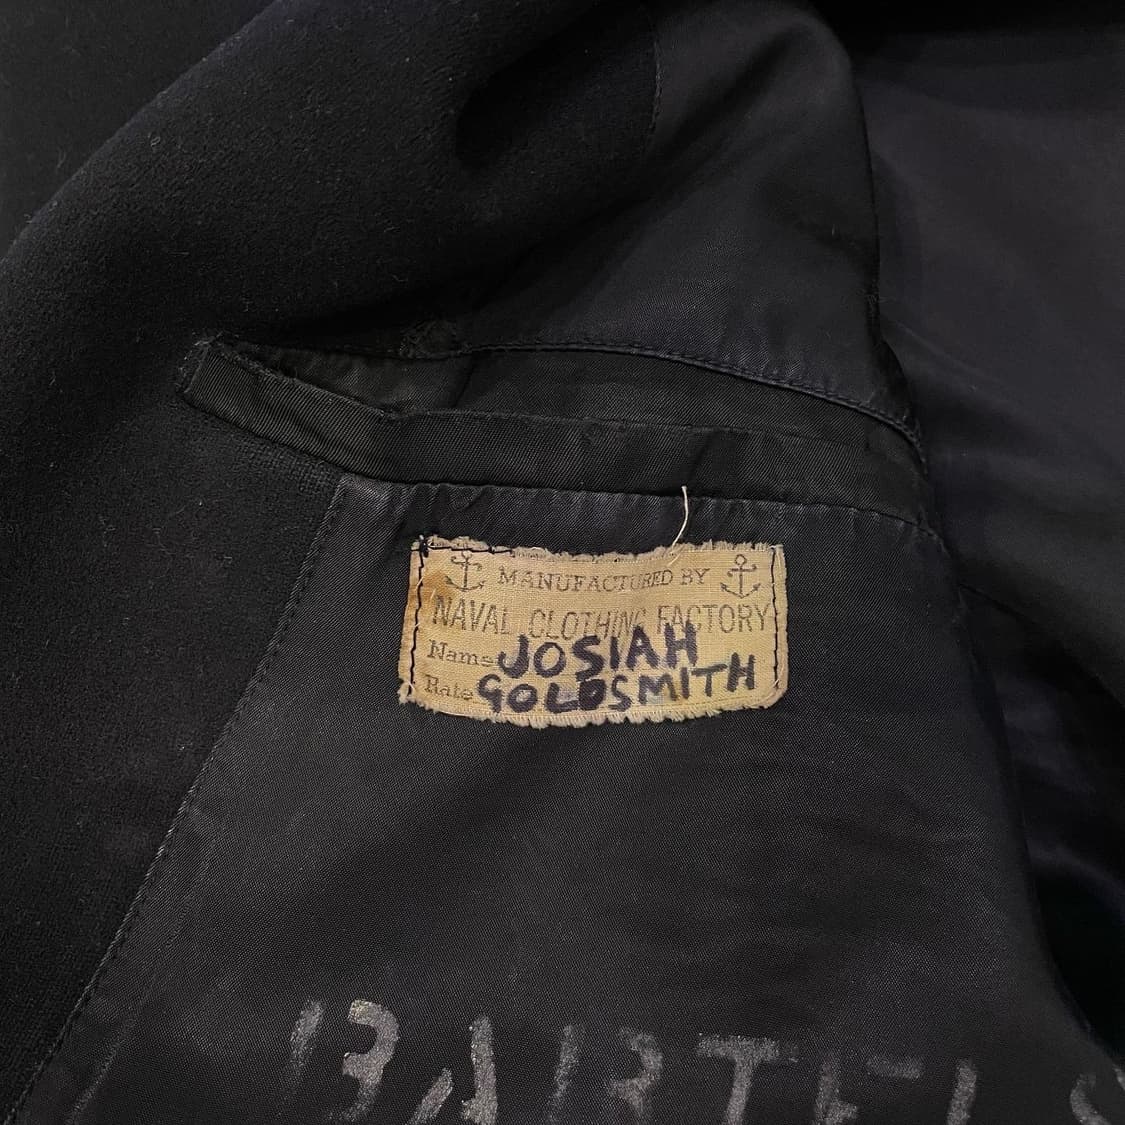 MANUFACTURED BY
NAVAL CLOTHING FACTORY
Name JOSIAH
Rate GOLDSMITH
BARTELS